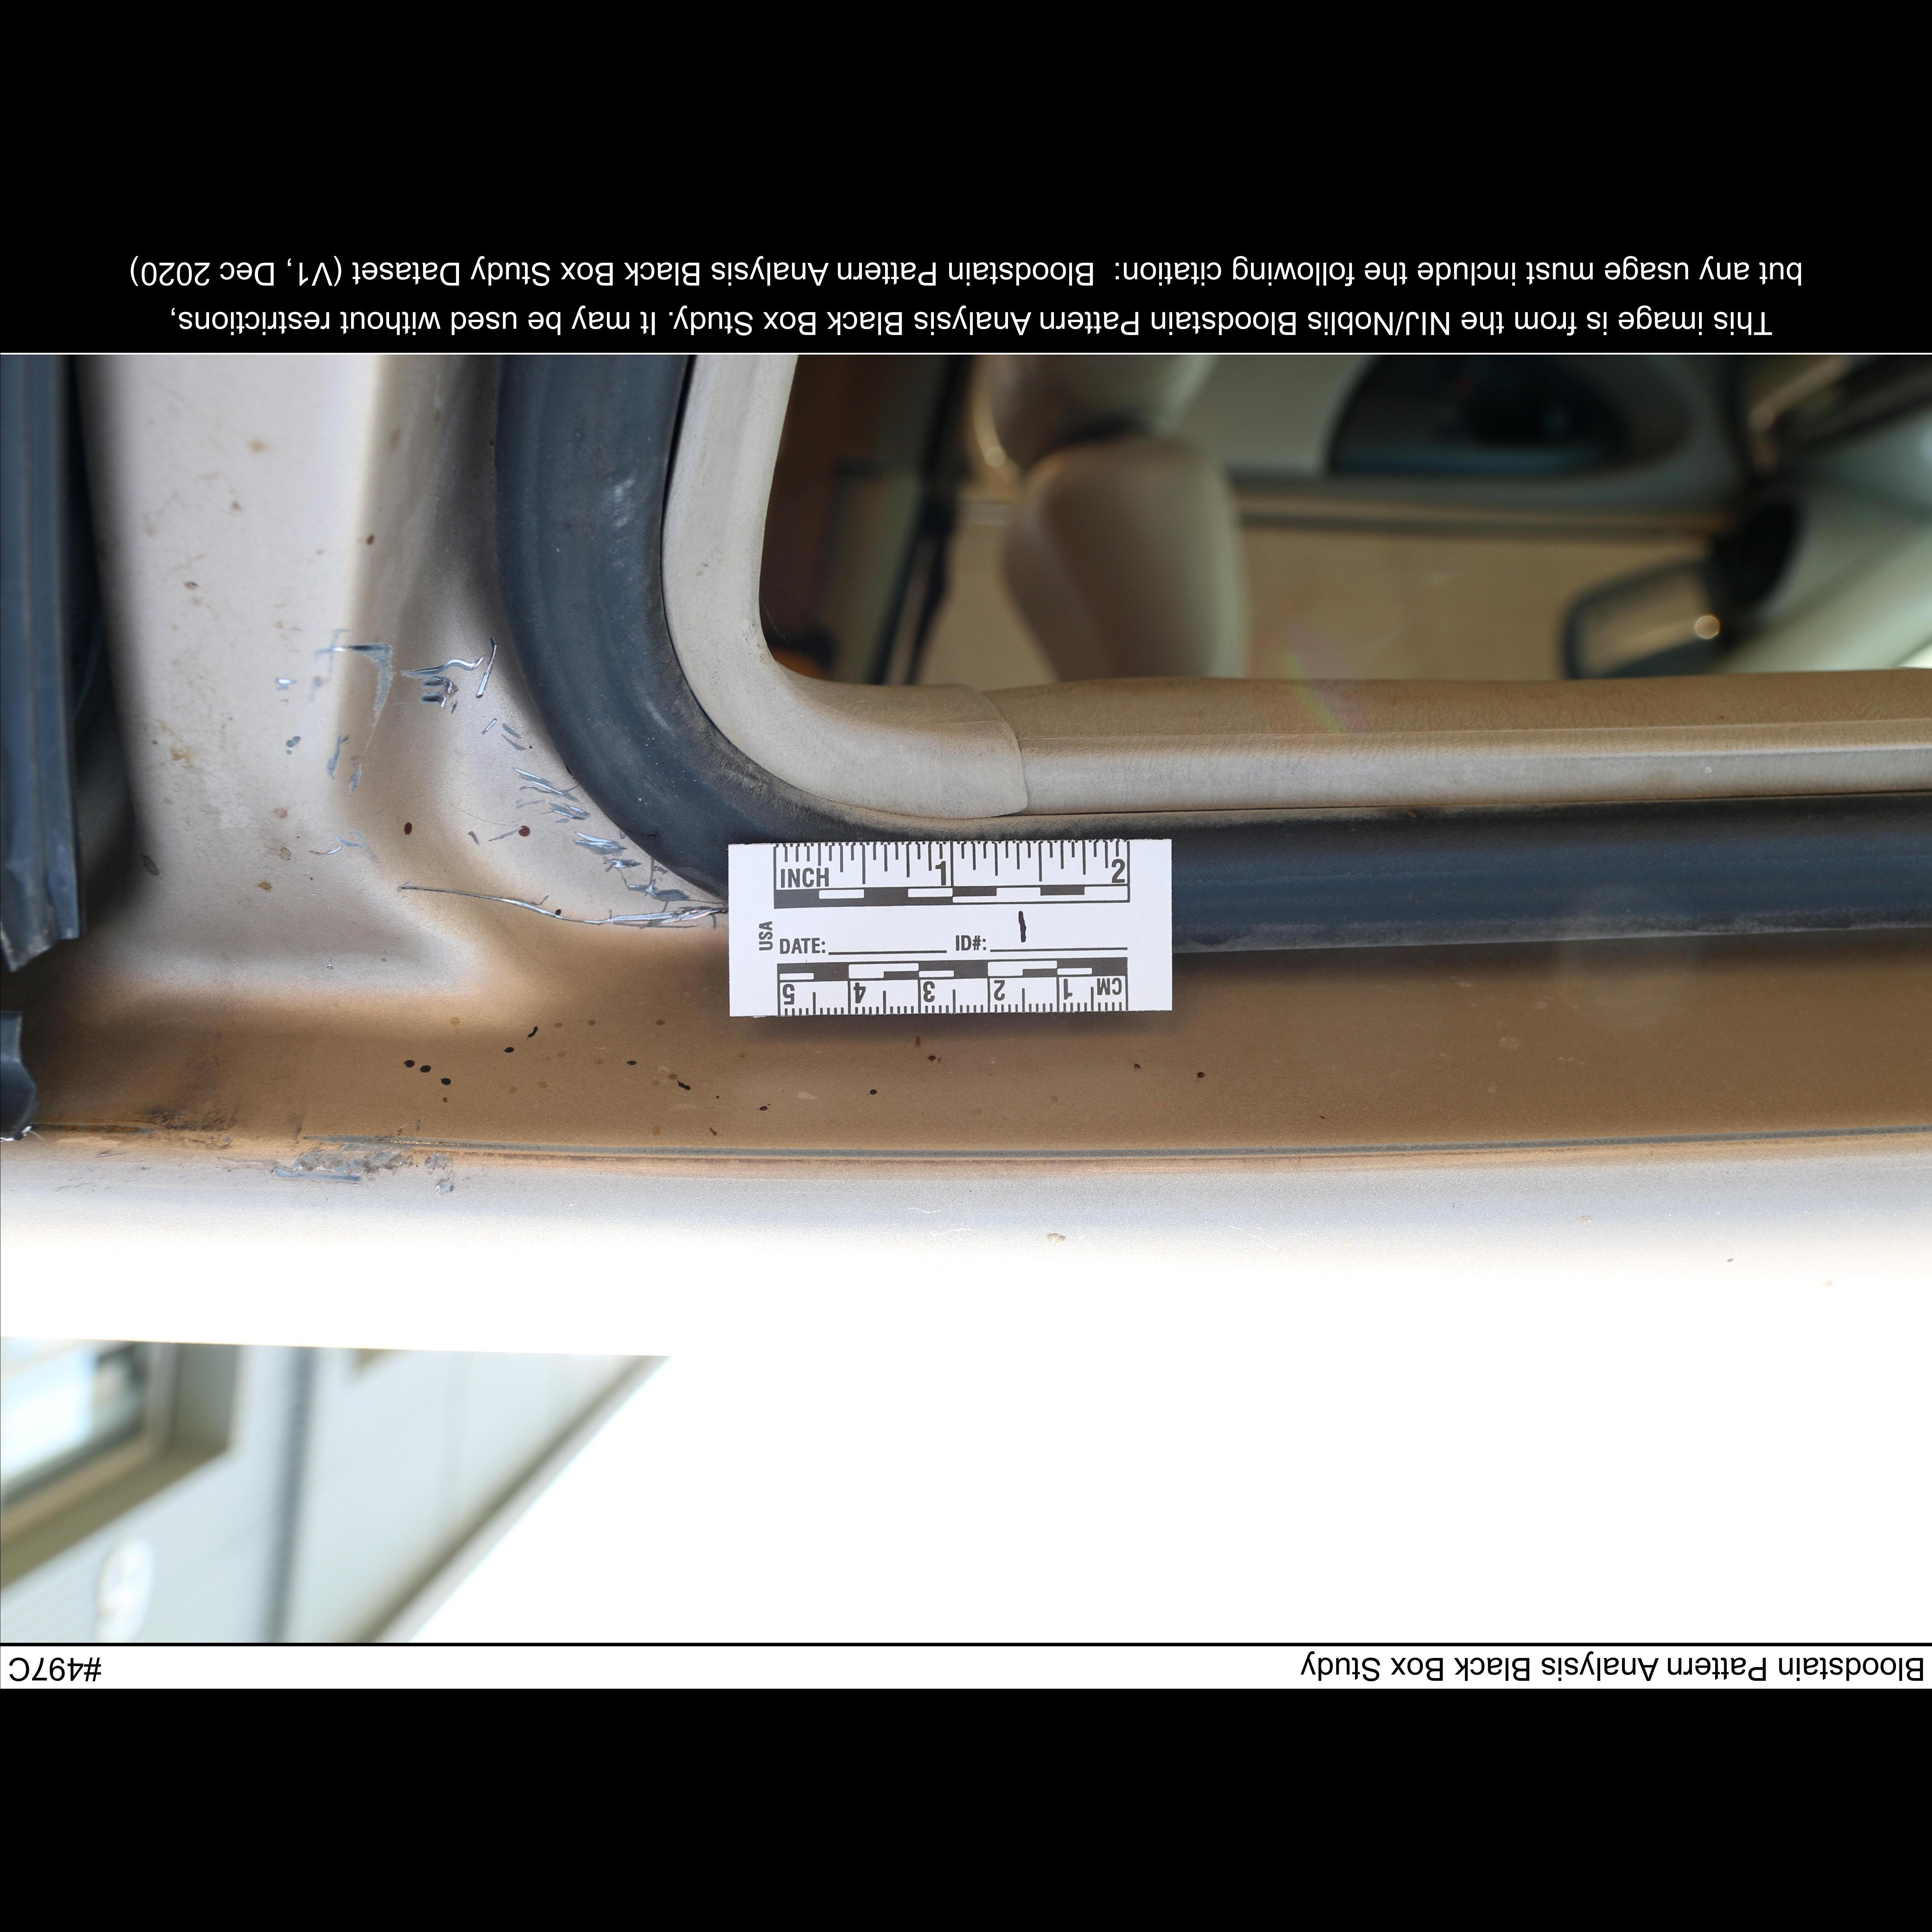 Bloodstain Pattern Analysis Black Box Study
#497C
INCH 1 2
USA
DATE: ID#: 1
CM 1 2 3 4 5
This image is from the NIJ/Noblis Bloodstain Pattern Analysis Black Box Study. It may be used without restrictions,
but any usage must include the following citation: Bloodstain Pattern Analysis Black Box Study Dataset (V1, Dec 2020)